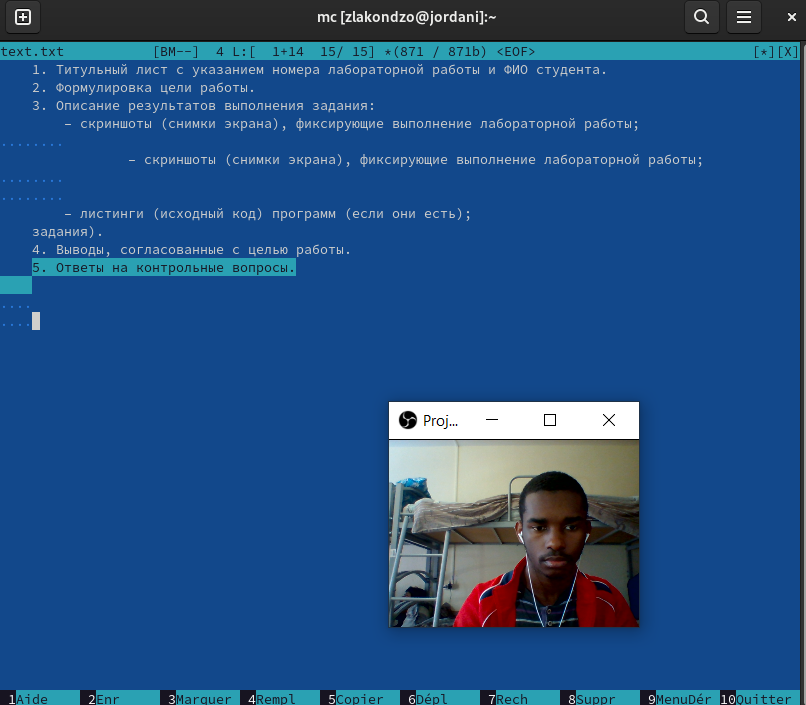 mc [zlakondzo@jordani]:~
text.txt [BM--] 4 L:[ 1+14 15/ 15] *(871 / 871b) <EOF> [*][X]
1. Титульный лист с указанием номера лабораторной работы и ФИО студента.
2. Формулировка цели работы.
3. Описание результатов выполнения задания:
– скриншоты (снимки экрана), фиксирующие выполнение лабораторной работы;
– скриншоты (снимки экрана), фиксирующие выполнение лабораторной работы;
– листинги (исходный код) программ (если они есть);
задания).
4. Выводы, согласованные с целью работы.
5. Ответы на контрольные вопросы.
Proj...
1Aide 2Enr 3Marquer 4Rempl 5Copier 6Dépl 7Rech 8Suppr 9MenuDér 10Quitter